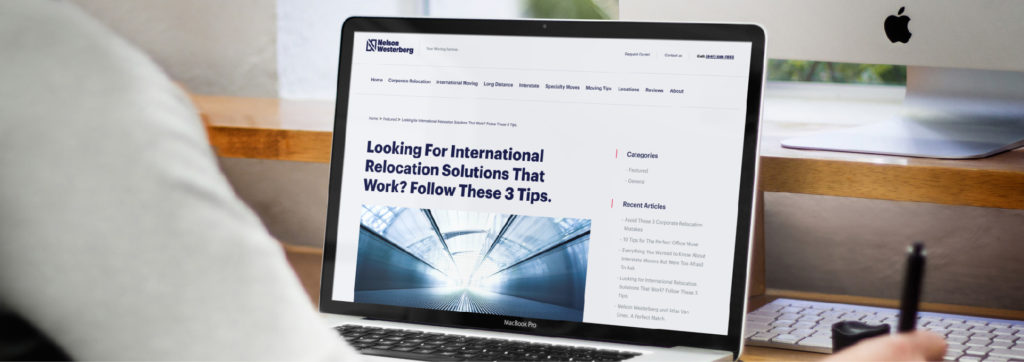 Nelson
Westerberg
Your Moving Partners
Request Quote
Contact us
Home Corporate Relocation International Moving Long Distance Interstate Specialty Moves Moving Tips Locations Reviews About
Home > Featured > Looking for International Relocation Solutions That Work? Follow These 3 Tips.
Looking For International
Relocation Solutions That
Work? Follow These 3 Tips.
Categories
- Featured
- General
Recent Articles
- Avoid These 3 Corporate Relocation
Mistakes
- 10 Tips for The Perfect Office Move
- Everything You Wanted to Know About
Interstate Movers But Were Too Afraid
To Ask
- Looking for International Relocation
Solutions That Work? Follow These 3
Tips.
- Nelson Westerberg and Atlas Van
Lines, A Perfect Match.
MacBook Pro